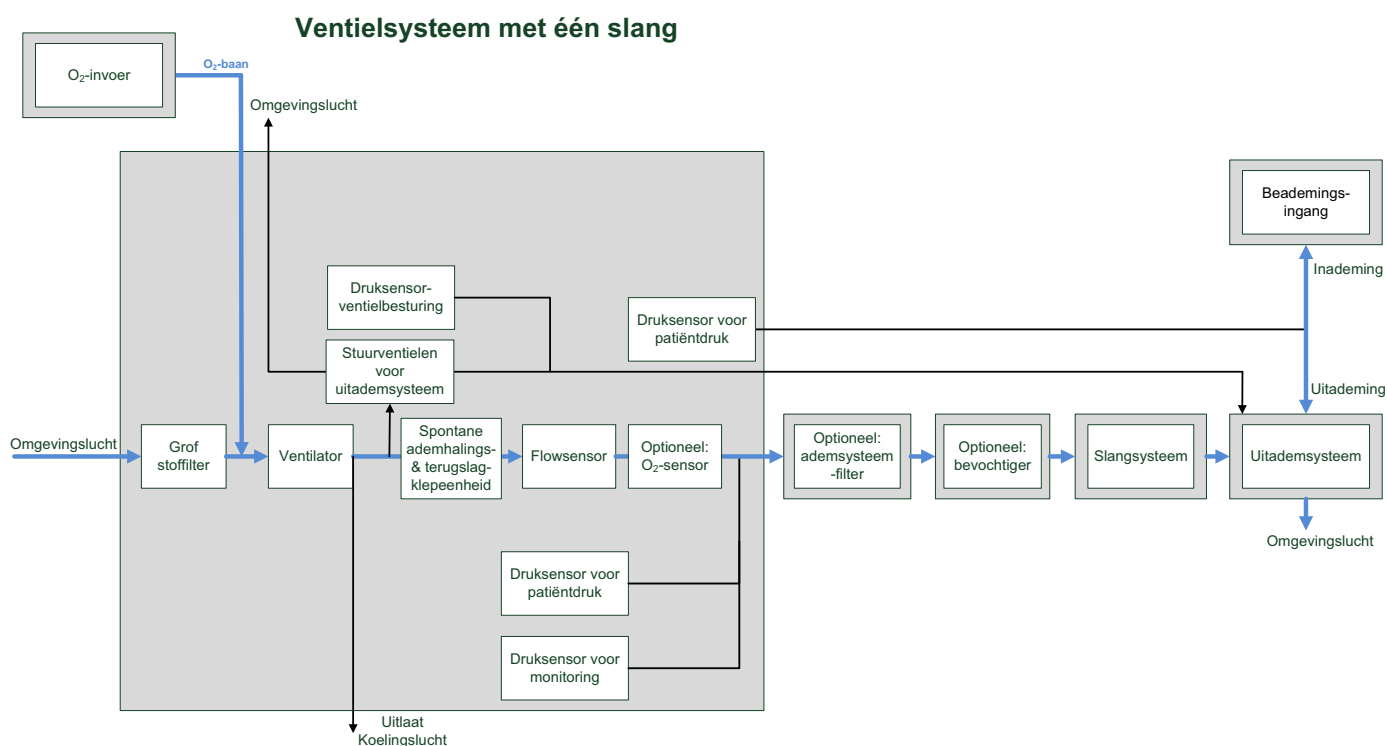 Ventielsysteem met één slang
O₂-invoer
O₂-baan
Omgevingslucht
Beademings-
ingang
Inademing
Druksensor-
ventielbesturing
Druksensor voor
patiëntdruk
Stuurventielen
voor
uitademsysteem
Uitademing
Omgevingslucht
Grof
stoffilter
Ventilator
Spontane
ademhalings-
& terugslag-
klepeenheid
Flowsensor
Optioneel:
O₂-sensor
Optioneel:
ademsysteem
-filter
Optioneel:
bevochtiger
Slangsysteem
Uitademsysteem
Omgevingslucht
Druksensor voor
patiëntdruk
Druksensor voor
monitoring
Uitlaat
Koelingslucht